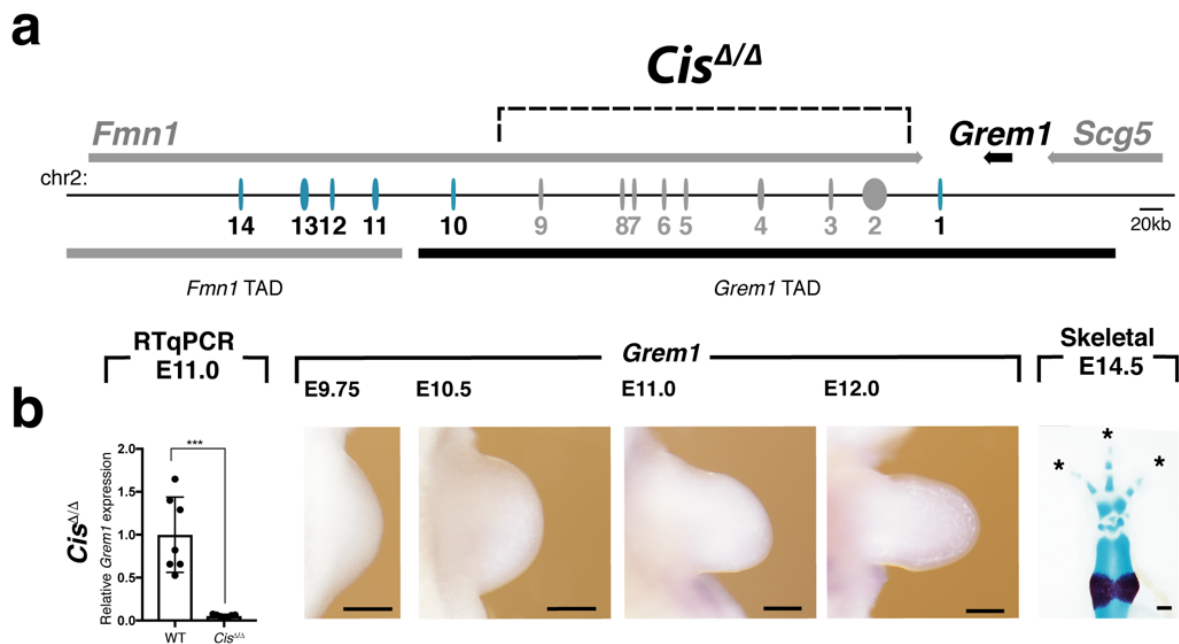 a
Cis^Δ/Δ
Fmn1 Grem1 Scg5
chr2:
14 13 12 11 10 9 8 7 6 5 4 3 2 1
20kb
Fmn1 TAD Grem1 TAD
RTqPCR
E11.0
Grem1
Skeletal
E14.5
E9.75 E10.5 E11.0 E12.0
b
Cis^Δ/Δ
Relative Grem1 expression
2.0
1.5
1.0
0.5
0.0
***
WT Cis^Δ/Δ
* * *